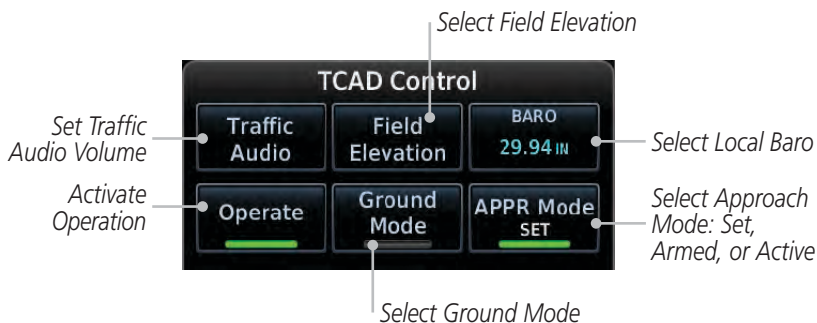 Select Field Elevation
TCAD Control
Set Traffic
Audio Volume
Traffic
Audio
Field
Elevation
BARO
29.94 IN
Select Local Baro
Activate
Operation
Operate
Ground
Mode
APPR Mode
SET
Select Approach
Mode: Set,
Armed, or Active
Select Ground Mode